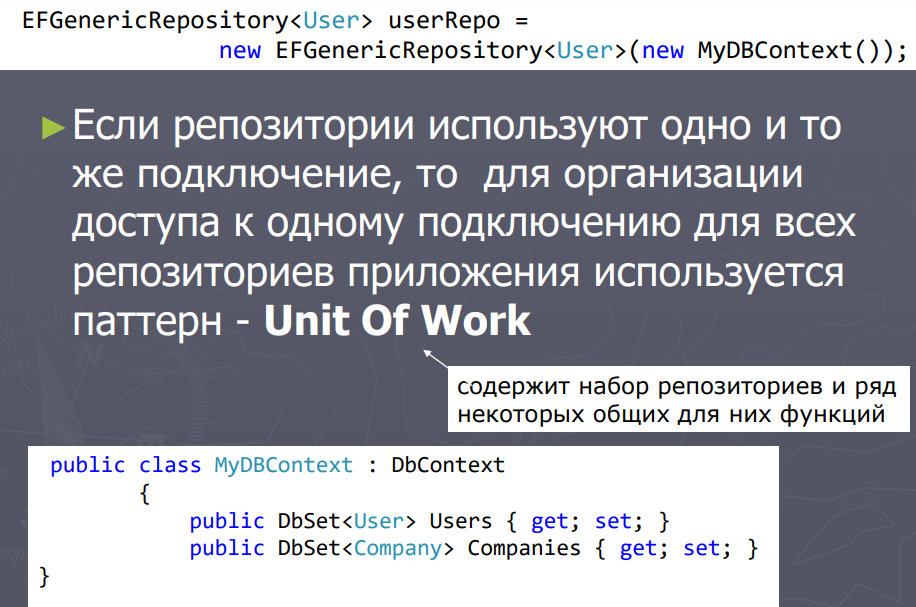 EFGenericRepository<User> userRepo =
new EFGenericRepository<User>(new MyDBContext());
► Если репозитории используют одно и то
же подключение, то для организации
доступа к одному подключению для всех
репозиториев приложения используется
паттерн - Unit Of Work
содержит набор репозиториев и ряд
некоторых общих для них функций
public class MyDBContext : DbContext
{
public DbSet<User> Users { get; set; }
public DbSet<Company> Companies { get; set; }
}